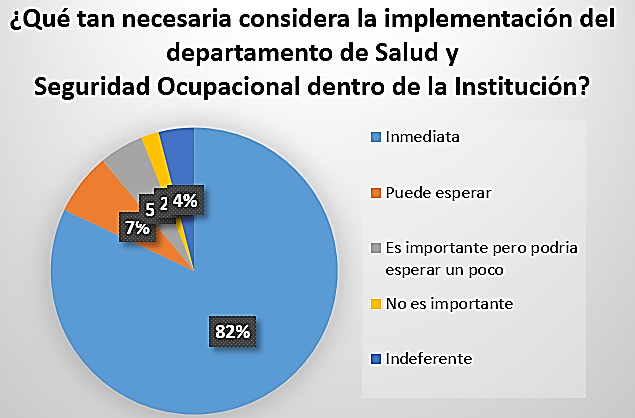 ¿Qué tan necesaria considera la implementación del
departamento de Salud y
Seguridad Ocupacional dentro de la Institución?
Inmediata
Puede esperar
Es importante pero podria
esperar un poco
No es importante
Indeferente
7%
5
2
4%
82%